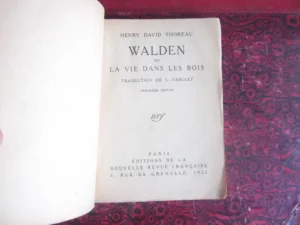 HENRY DAVID THOREAU
WALDEN
OU
LA VIE DANS LES BOIS
TRADUCTION DE L. FABULET
nrf
PARIS
ÉDITIONS DE LA
NOUVELLE REVUE FRANÇAISE
3, RUE DE GRENELLE, 1922